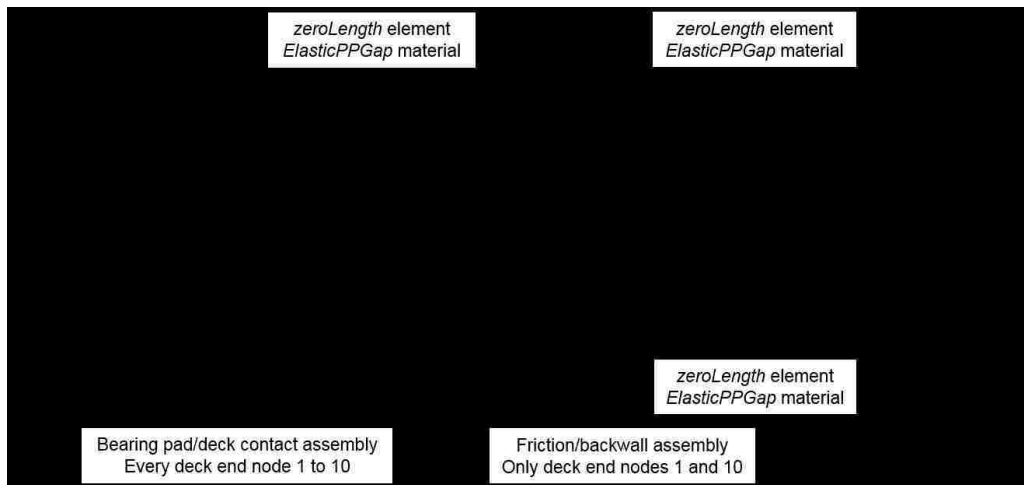 zeroLength element
ElasticPPGap material
zeroLength element
ElasticPPGap material
zeroLength element
ElasticPPGap material
Bearing pad/deck contact assembly
Every deck end node 1 to 10
Friction/backwall assembly
Only deck end nodes 1 and 10